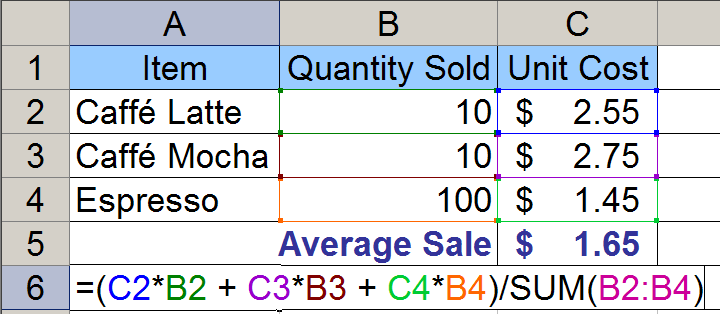 A B C
1 Item Quantity Sold Unit Cost
2 Caffé Latte 10 $ 2.55
3 Caffé Mocha 10 $ 2.75
4 Espresso 100 $ 1.45
5 Average Sale $ 1.65
6 =(C2*B2 + C3*B3 + C4*B4)/SUM(B2:B4)